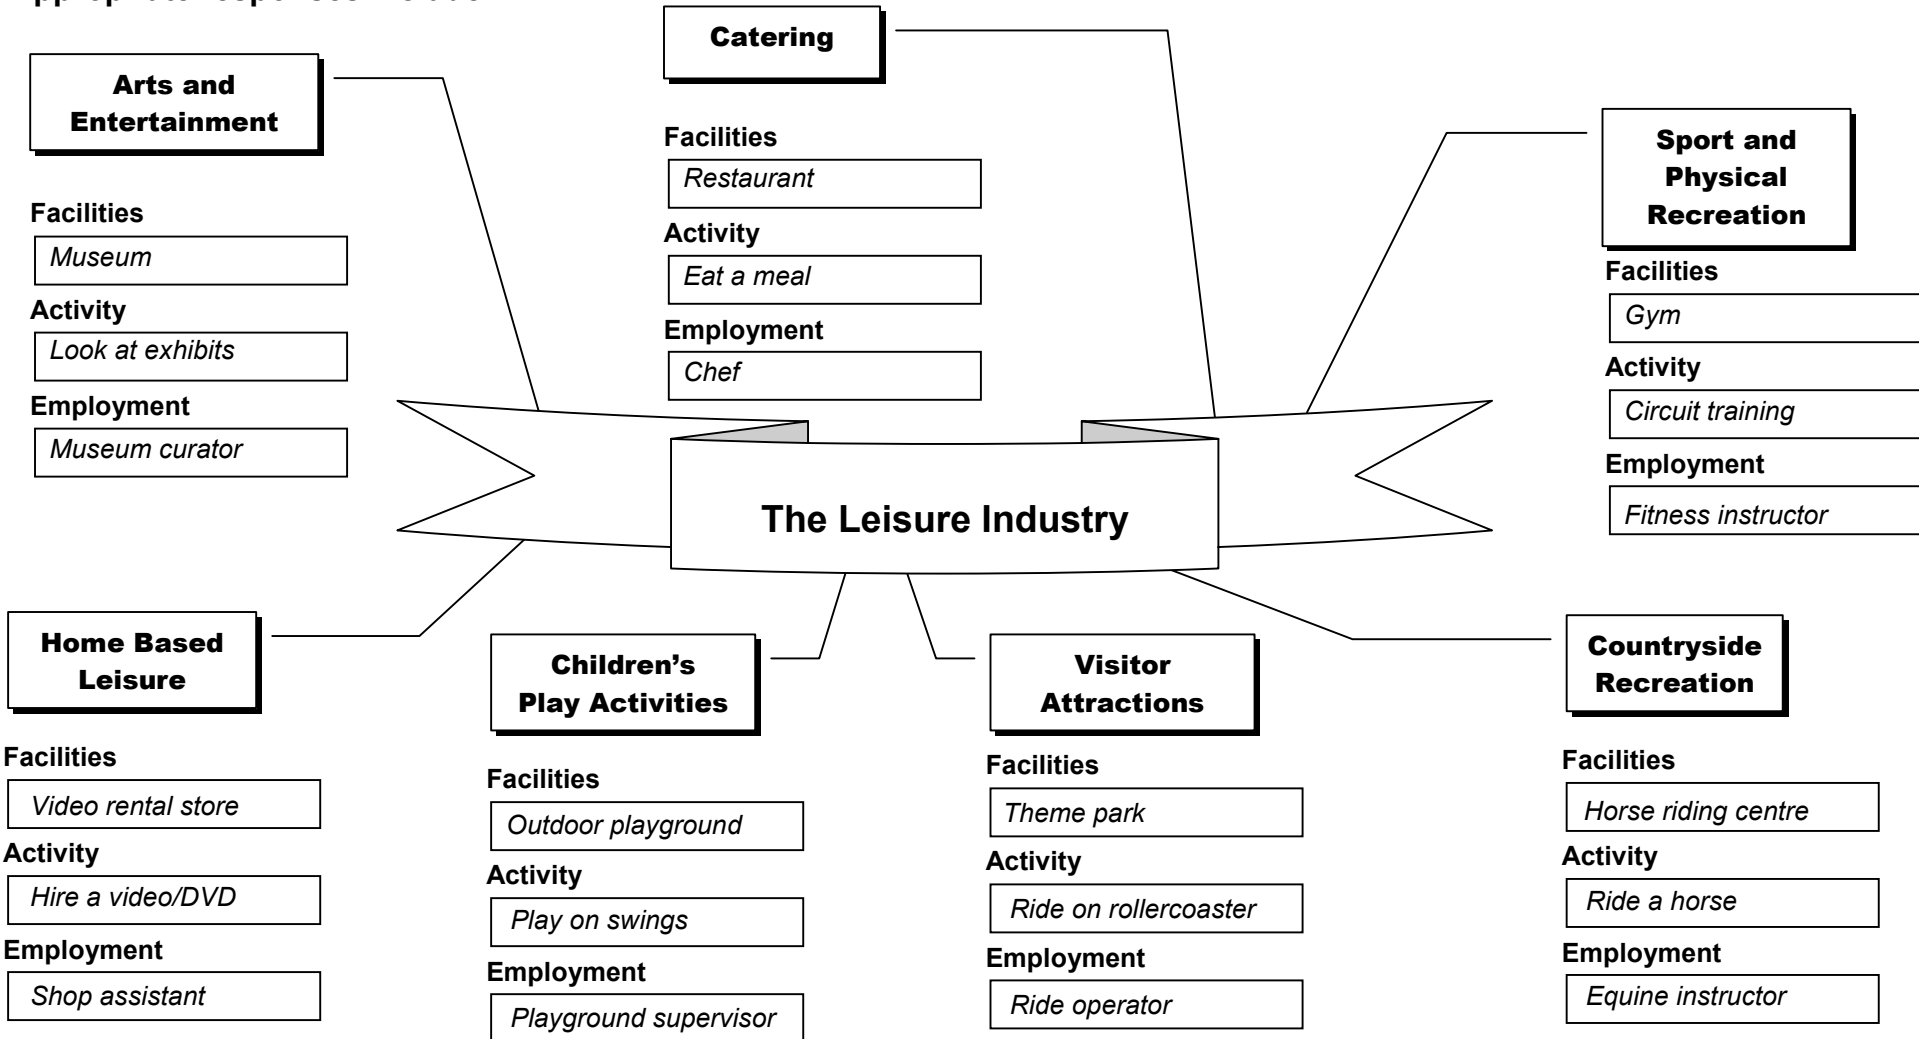 Catering
Arts and
Entertainment
Facilities
Museum
Activity
Look at exhibits
Employment
Museum curator
Facilities
Restaurant
Activity
Eat a meal
Employment
Chef
Sport and
Physical
Recreation
Facilities
Gym
Activity
Circuit training
Employment
Fitness instructor
The Leisure Industry
Home Based
Leisure
Facilities
Video rental store
Activity
Hire a video/DVD
Employment
Shop assistant
Children’s
Play Activities
Facilities
Outdoor playground
Activity
Play on swings
Employment
Playground supervisor
Visitor
Attractions
Facilities
Theme park
Activity
Ride on rollercoaster
Employment
Ride operator
Countryside
Recreation
Facilities
Horse riding centre
Activity
Ride a horse
Employment
Equine instructor